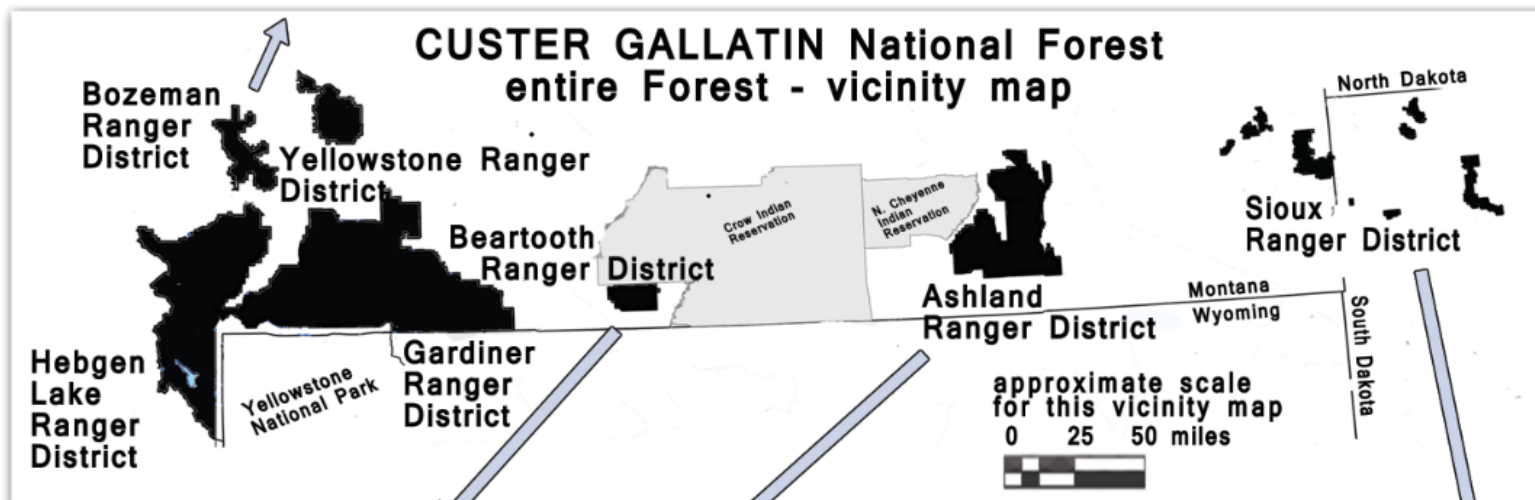 CUSTER GALLATIN National Forest
entire Forest - vicinity map
Bozeman
Ranger
District
Yellowstone Ranger
District
North Dakota
Crow Indian
Reservation
N. Cheyenne
Indian
Reservation
Sioux
Ranger District
Beartooth
Ranger District
Ashland
Ranger District
Montana
Wyoming
South Dakota
Hebgen
Lake
Ranger
District
Yellowstone
National Park
Gardiner
Ranger
District
approximate scale
for this vicinity map
0 25 50 miles